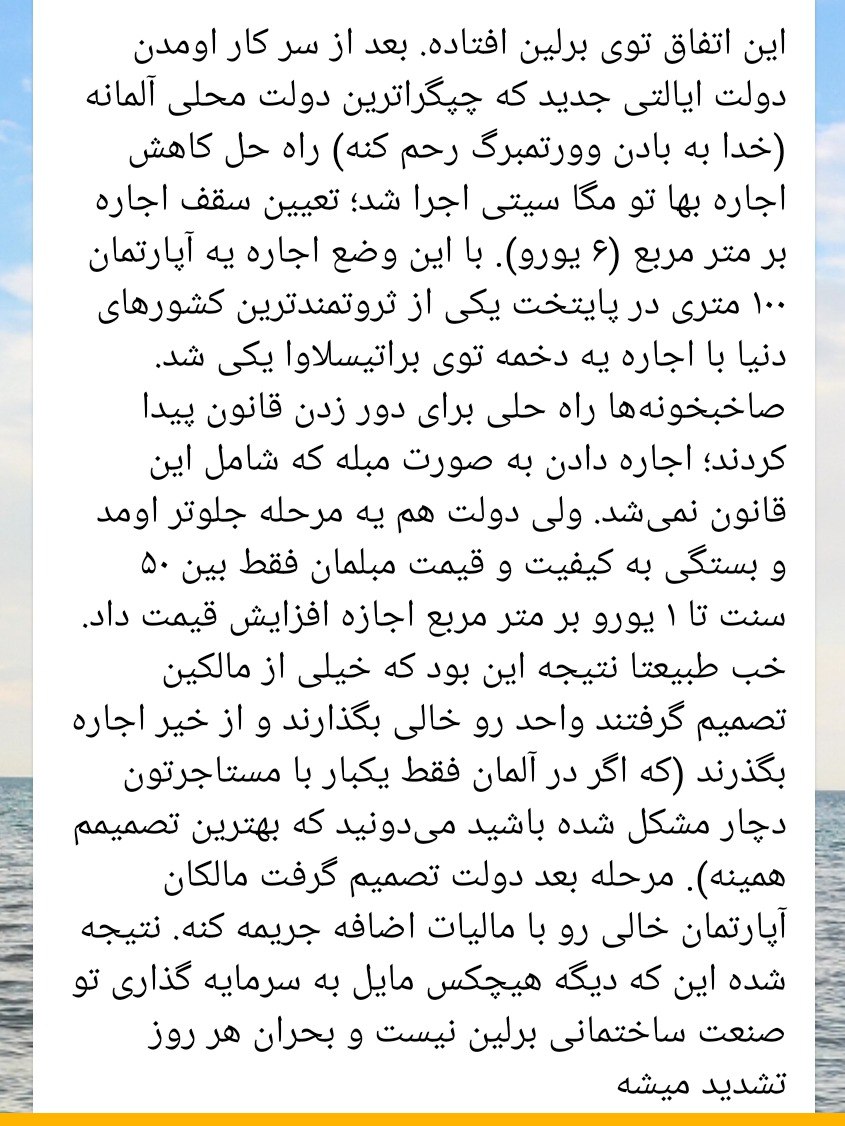 این اتفاق توی برلین افتاده. بعد از سر کار اومدن
دولت ایالتی جدید که چپگراترین دولت محلی آلمانه
(خدا به بادن وورتمبرگ رحم کنه) راه حل کاهش
اجاره بها تو مگا سیتی اجرا شد؛ تعیین سقف اجاره
بر متر مربع (۶ یورو). با این وضع اجاره یه آپارتمان
۱۰۰ متری در پایتخت یکی از ثروتمندترین کشورهای
دنیا با اجاره یه دخمه توی براتیسلاوا یکی شد.
صاخبخونه‌ها راه حلی برای دور زدن قانون پیدا
کردند؛ اجاره دادن به صورت مبله که شامل این
قانون نمی‌شد. ولی دولت هم یه مرحله جلوتر اومد
و بستگی به کیفیت و قیمت مبلمان فقط بین ۵۰
سنت تا ۱ یورو بر متر مربع اجازه افزایش قیمت داد.
خب طبیعتا نتیجه این بود که خیلی از مالکین
تصمیم گرفتند واحد رو خالی بگذارند و از خیر اجاره
بگذرند (که اگر در آلمان فقط یکبار با مستاجرتون
دچار مشکل شده باشید می‌دونید که بهترین تصمیمم
همینه). مرحله بعد دولت تصمیم گرفت مالکان
آپارتمان خالی رو با مالیات اضافه جریمه کنه. نتیجه
شده این که دیگه هیچکس مایل به سرمایه گذاری تو
صنعت ساختمانی برلین نیست و بحران هر روز
تشدید میشه